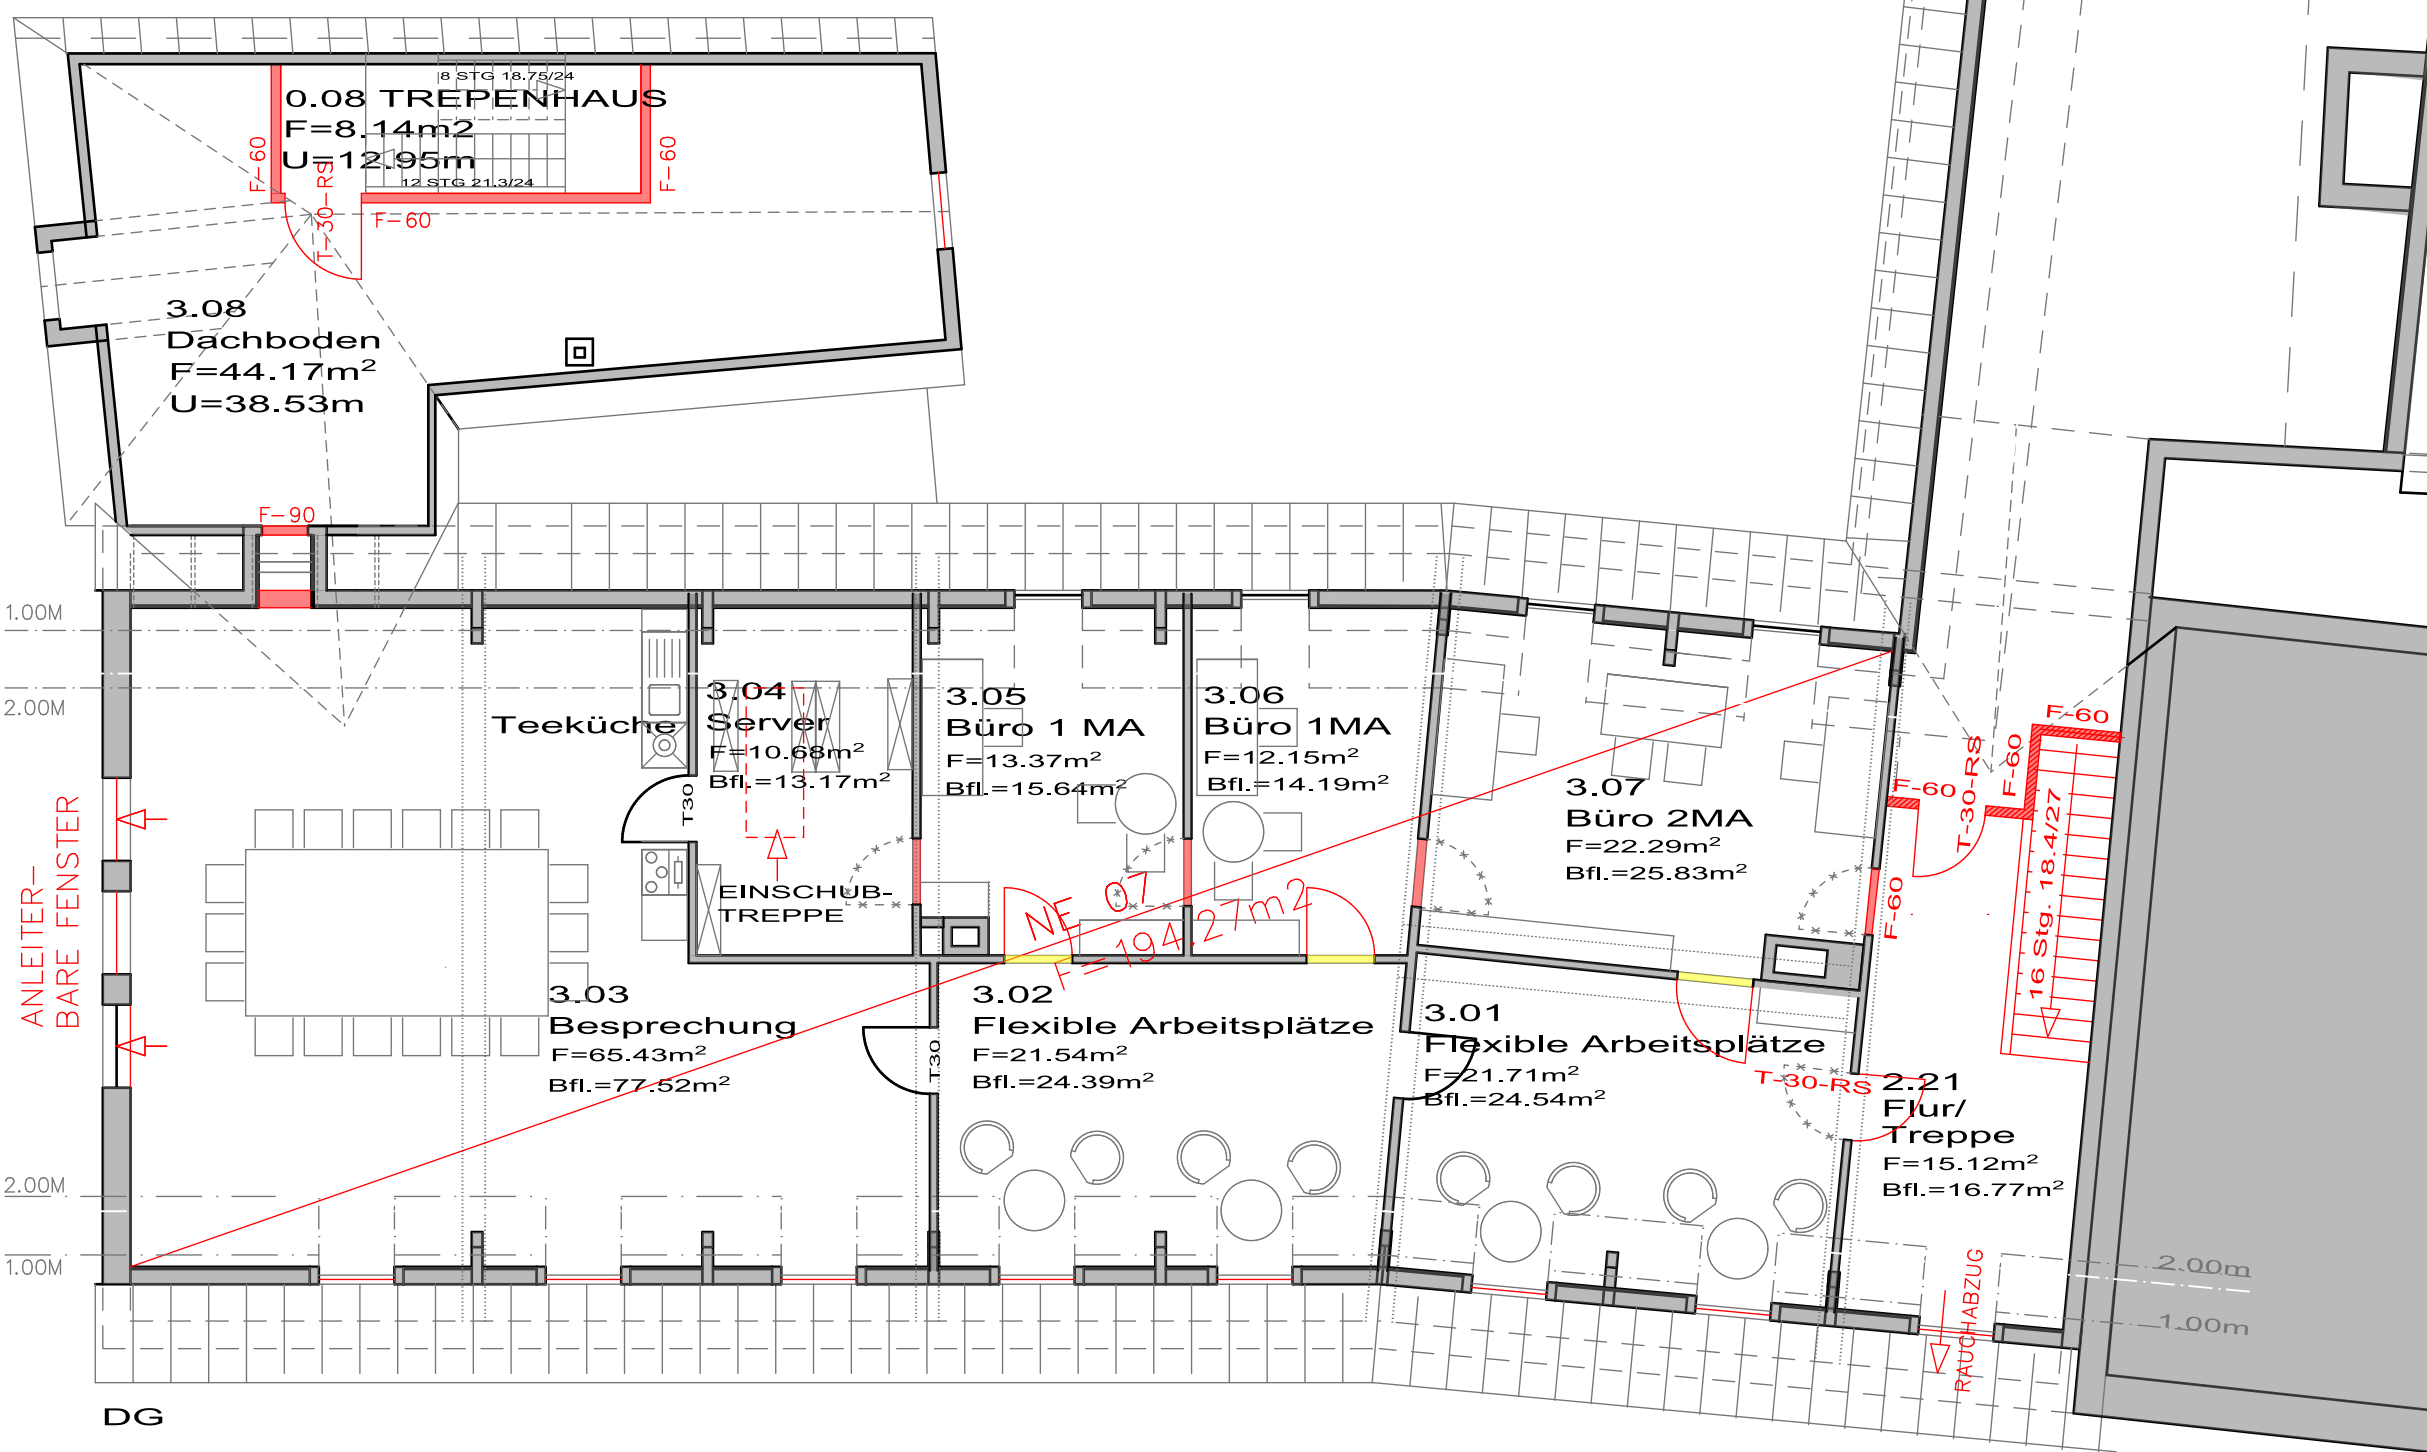 8 STG 18.75/24
0.08 TREPENHAUS
F=8.14m2
U=12.95m
12 STG 21.3/24
F-60
T-30-RS
F-60
F-60
3.08
Dachboden
F=44.17m²
U=38.53m
F-90
1.00M
2.00M
Teeküche
3.04
Server
F=10.68m²
Bfl.=13.17m²
T30
EINSCHUB-
TREPPE
3.05
Büro 1 MA
F=13.37m²
Bfl.=15.64m²
3.06
Büro 1MA
F=12.15m²
Bfl.=14.19m²
3.07
Büro 2MA
F=22.29m²
Bfl.=25.83m²
F-60
F-60
F-60
T-30-RS
F-60
16 Stg. 18.4/27
ANLEITER-
BARE FENSTER
NE 07
F=194.27m2
3.03
Besprechung
F=65.43m²
Bfl.=77.52m²
T30
3.02
Flexible Arbeitsplätze
F=21.54m²
Bfl.=24.39m²
3.01
Flexible Arbeitsplätze
F=21.71m²
Bfl.=24.54m²
T-30-RS
2.21
Flur/
Treppe
F=15.12m²
Bfl.=16.77m²
2.00M
1.00M
RAUCHABZUG
2.00m
1.00m
DG